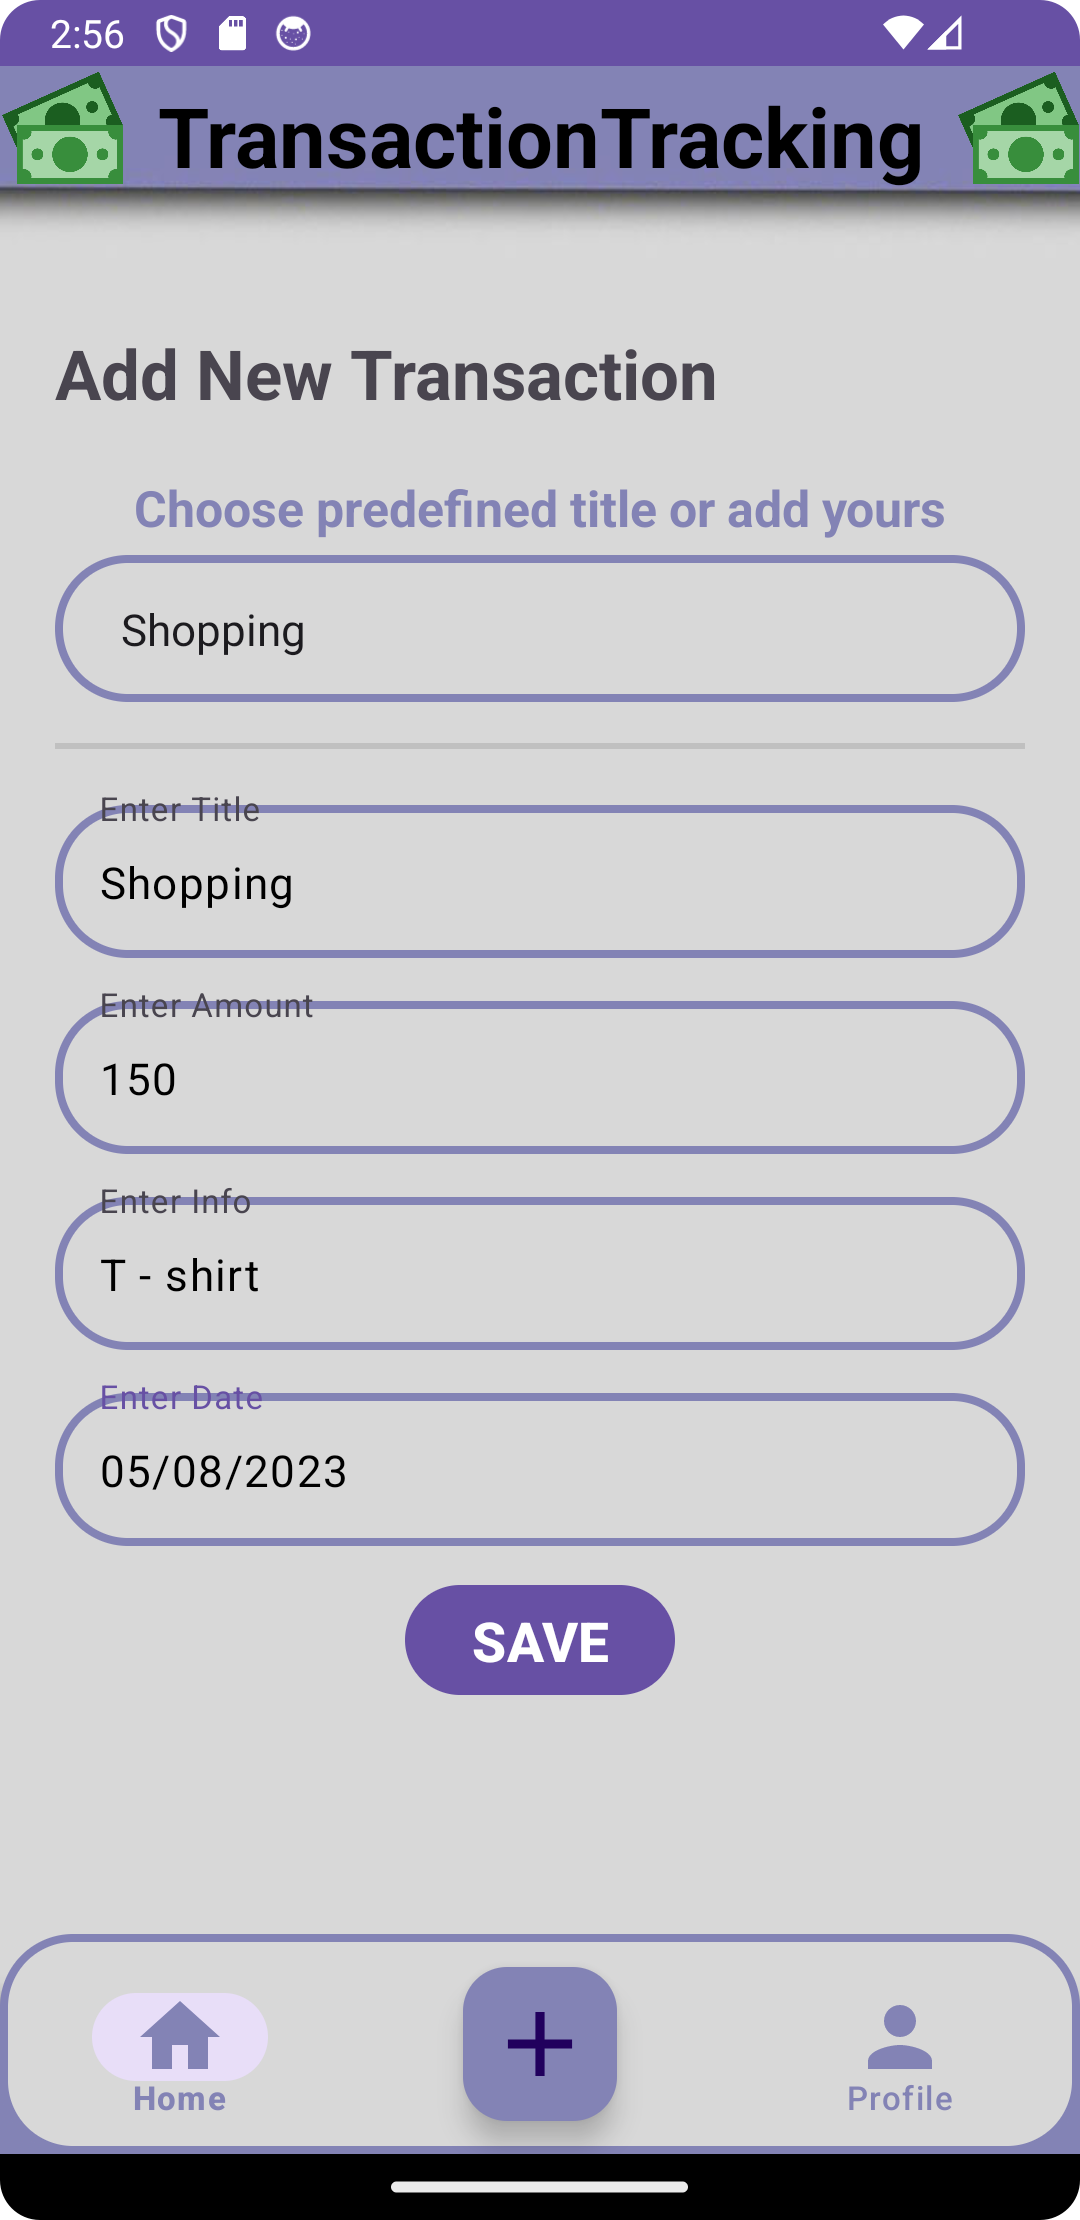 2:56
TransactionTracking
Add New Transaction
Choose predefined title or add yours
Shopping
Enter Title
Shopping
Enter Amount
150
Enter Info
T - shirt
Enter Date
05/08/2023
SAVE
Home
Profile